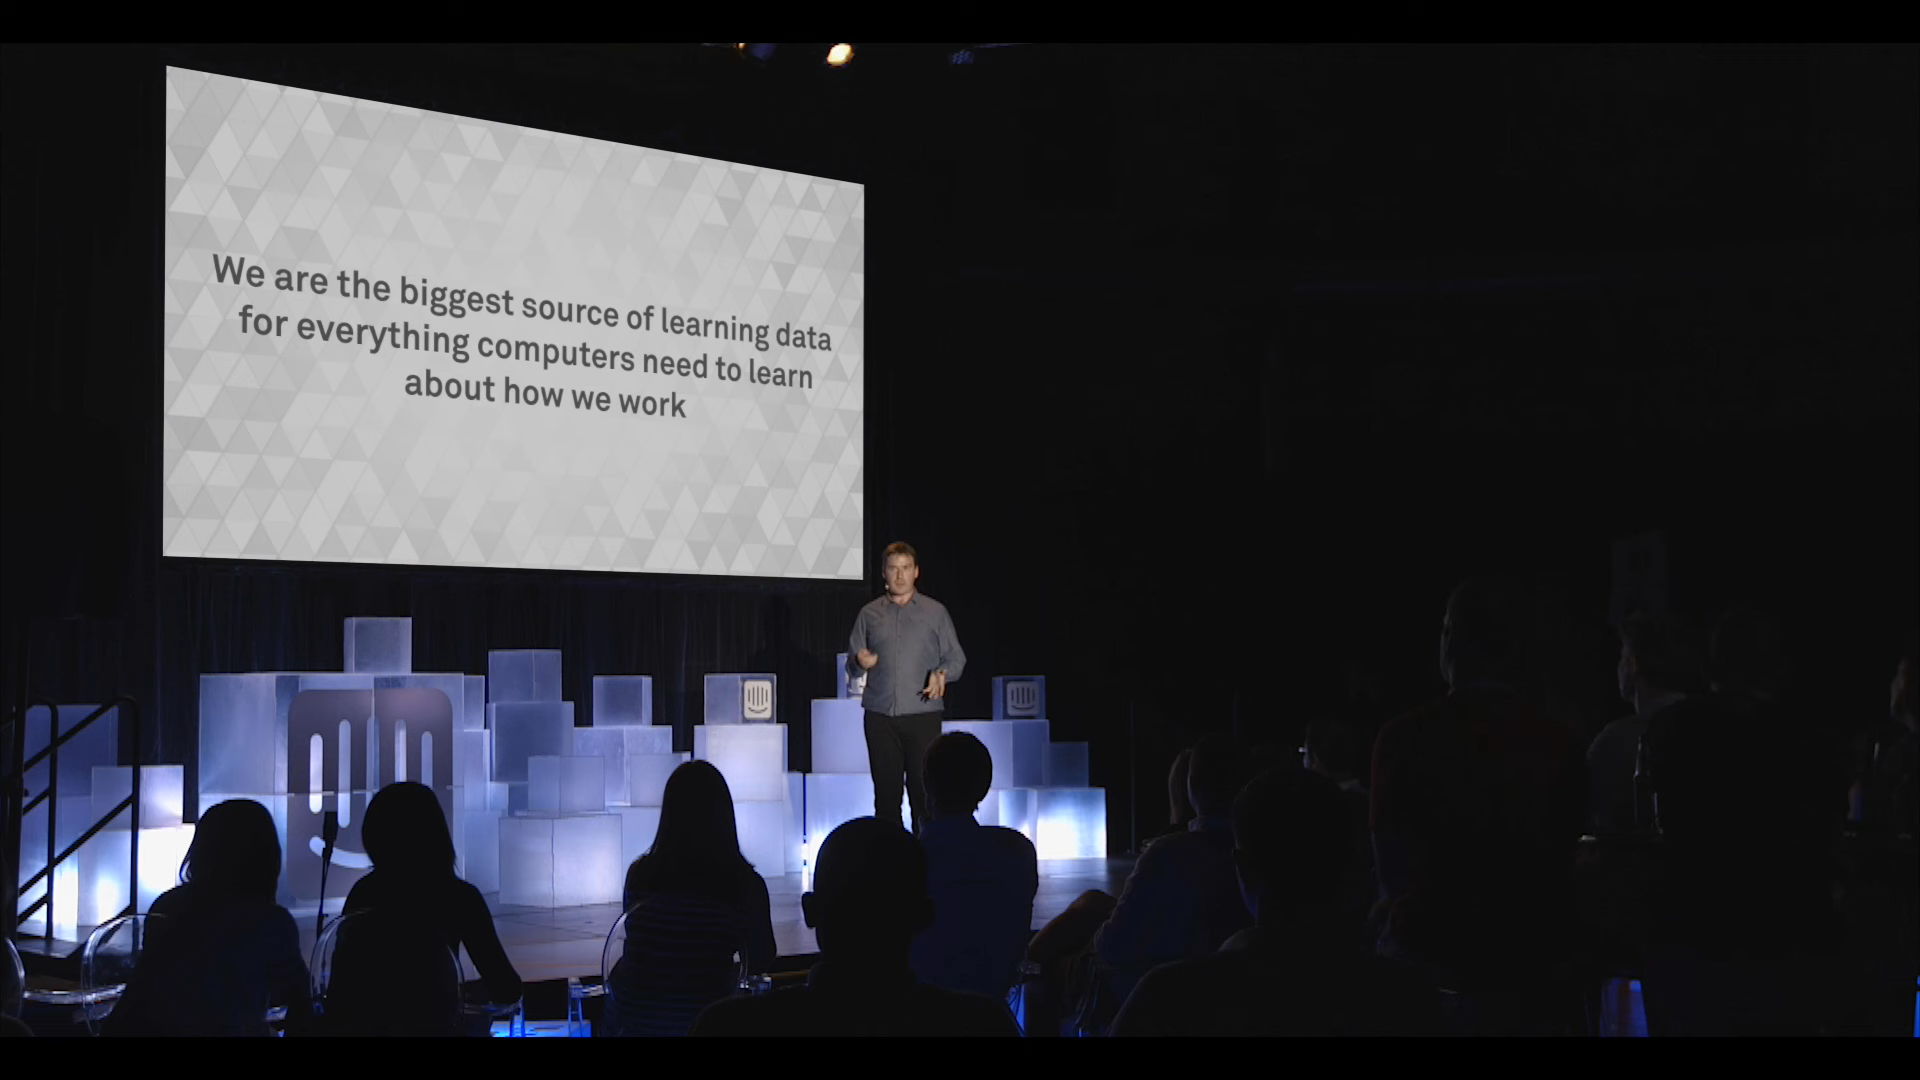 We are the biggest source of learning data
for everything computers need to learn
about how we work